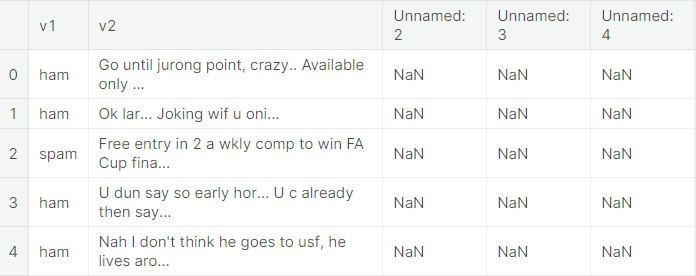 v1 v2 Unnamed: 2 Unnamed: 3 Unnamed: 4
0 ham Go until jurong point, crazy.. Available only ... NaN NaN NaN
1 ham Ok lar... Joking wif u oni... NaN NaN NaN
2 spam Free entry in 2 a wkly comp to win FA Cup fina... NaN NaN NaN
3 ham U dun say so early hor... U c already then say... NaN NaN NaN
4 ham Nah I don't think he goes to usf, he lives aro... NaN NaN NaN